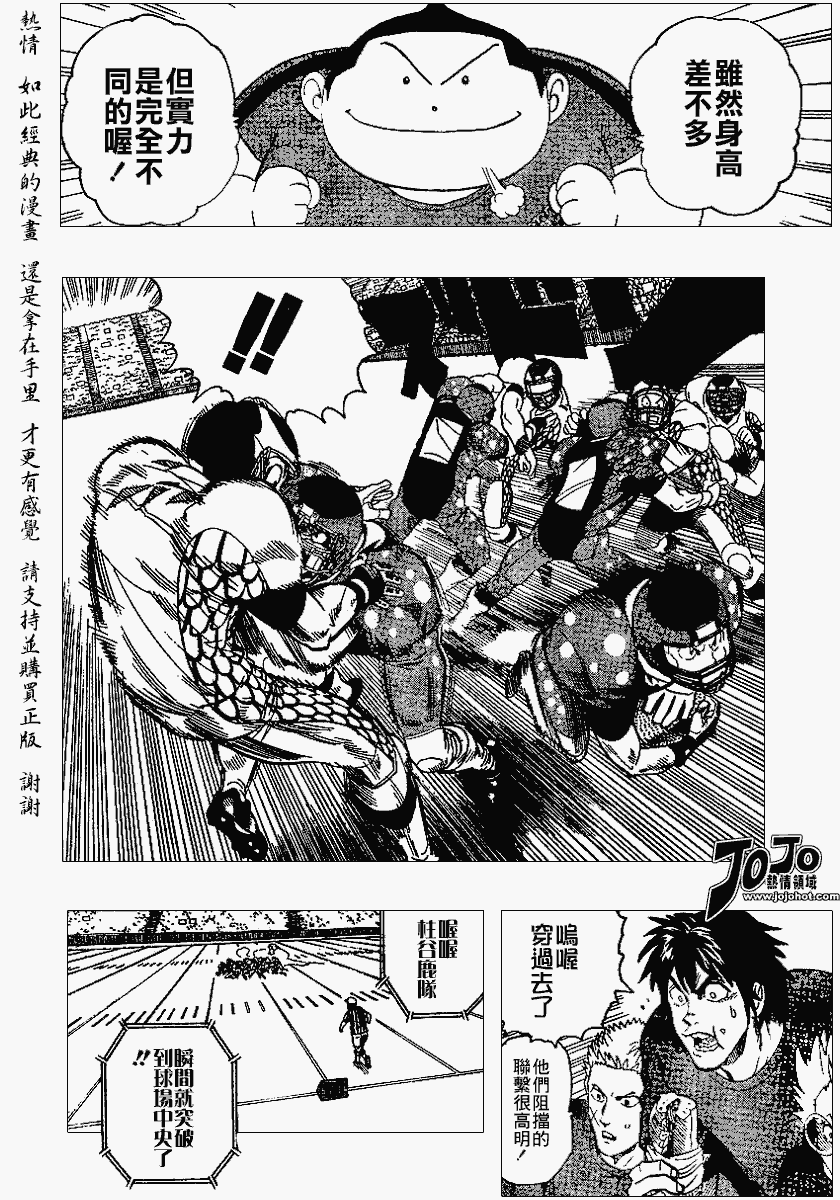 雖然身高
差不多
但實力
是完全不
同的喔！
!!
嗚喔
穿過去了
他們阻擋的
聯繫很高明！
喔喔
柱谷鹿隊
瞬間就突破
到球場中央了
!!
熱情 如此經典的漫畫 還是拿在手里 才更有感覺 請支持並購買正版 謝謝
JOJO
熱情領域
www.jojohot.com